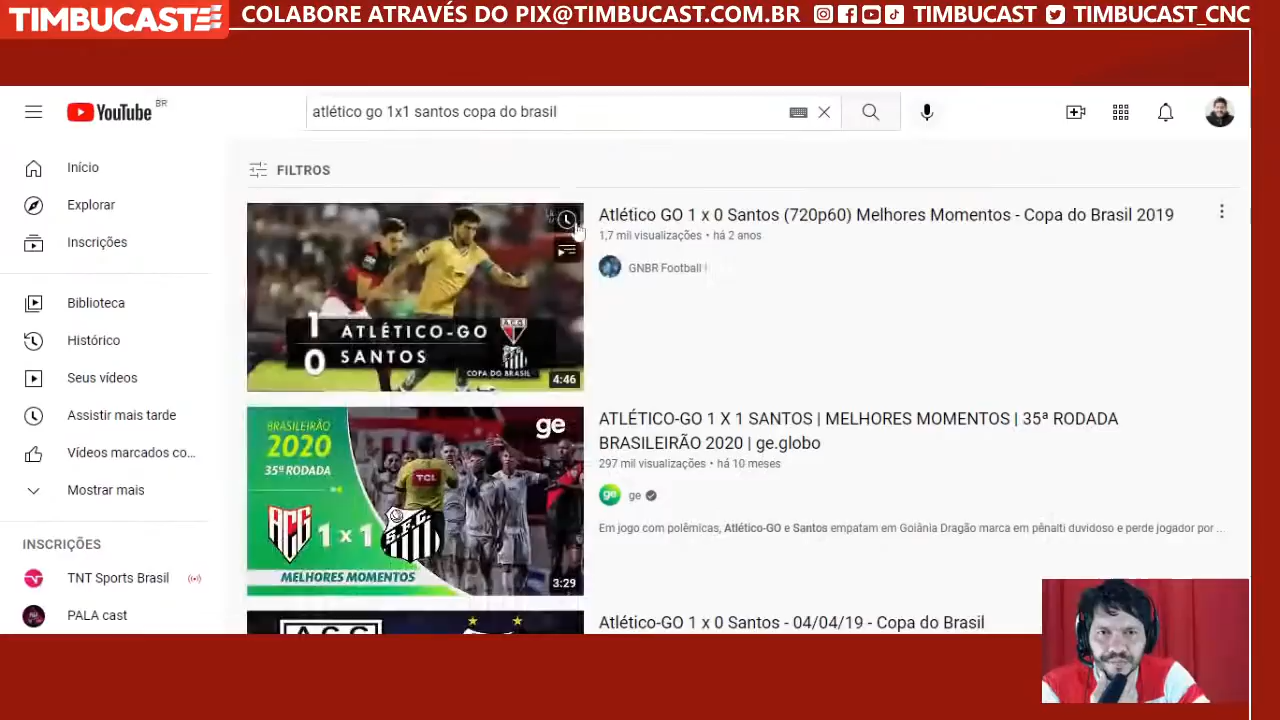 TIMBUCAST
COLABORE ATRAVÉS DO PIX@TIMBUCAST.COM.BR
TIMBUCAST
TIMBUCAST_CNC
YouTube BR
atlético go 1x1 santos copa do brasil
Início
Explorar
Inscrições
Biblioteca
Histórico
Seus vídeos
Assistir mais tarde
Vídeos marcados co...
Mostrar mais
INSCRIÇÕES
TNT Sports Brasil
PALA cast
FILTROS
1 ATLÉTICO-GO
0 SANTOS
COPA DO BRASIL
4:46
Atlético GO 1 x 0 Santos (720p60) Melhores Momentos - Copa do Brasil 2019
1,7 mil visualizações • há 2 anos
GNBR Football !
BRASILEIRÃO
2020
35ª RODADA
ge
TCL
ACG
1 x 1
SFC
MELHORES MOMENTOS
3:29
ATLÉTICO-GO 1 X 1 SANTOS | MELHORES MOMENTOS | 35ª RODADA
BRASILEIRÃO 2020 | ge.globo
297 mil visualizações • há 10 meses
ge
ge
Em jogo com polêmicas, Atlético-GO e Santos empatam em Goiânia Dragão marca em pênalti duvidoso e perde jogador por ...
Atlético-GO 1 x 0 Santos - 04/04/19 - Copa do Brasil